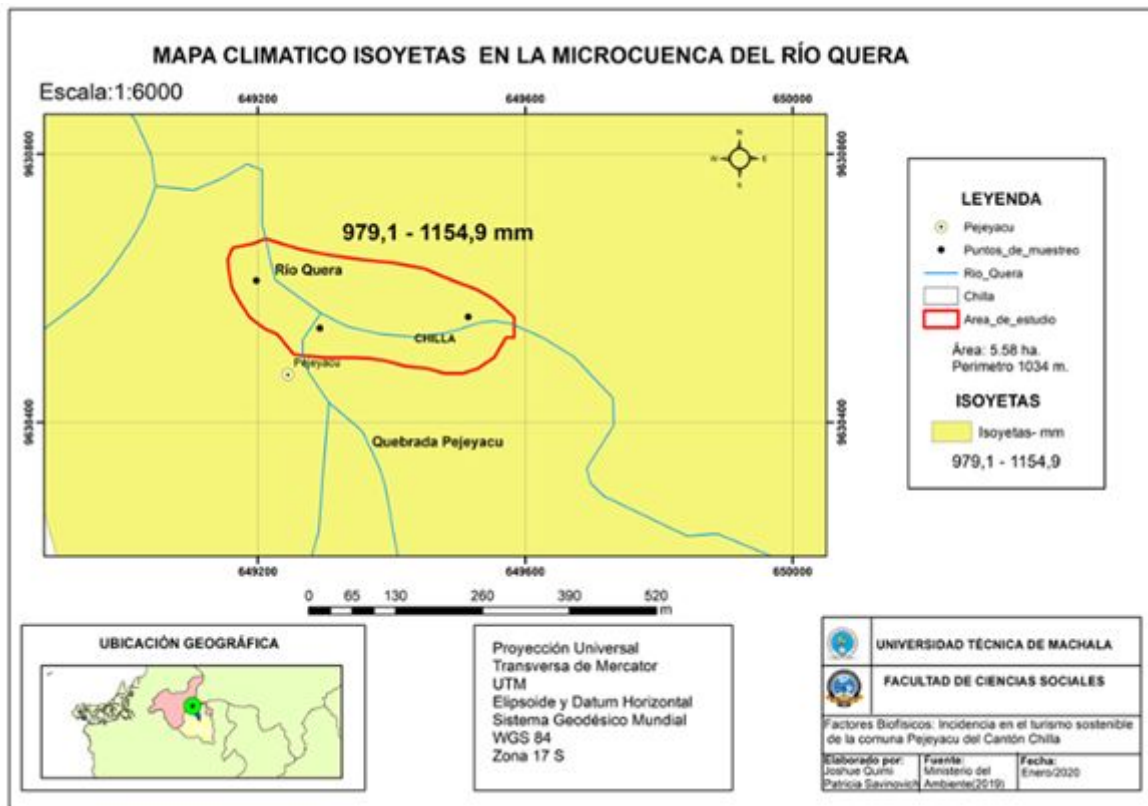 MAPA CLIMATICO ISOYETAS EN LA MICROCUENCA DEL RÍO QUERA
Escala:1:6000
649200
649600
650000
9630800
9630800
N
W
E
S
979,1 - 1154,9 mm
Río Quera
CHILLA
Pejeyacu
9630400
9630400
Quebrada Pejeyacu
649200
649600
650000
LEYENDA
Pejeyacu
Puntos_de_muestreo
Rio_Quera
Chilla
Area_de_estudio
Área: 5.58 ha.
Perimetro 1034 m.
ISOYETAS
Isoyetas- mm
979,1 - 1154,9
0 65 130 260 390 520
m
UBICACIÓN GEOGRÁFICA
Proyección Universal
Transversa de Mercator
UTM
Elipsoide y Datum Horizontal
Sistema Geodésico Mundial
WGS 84
Zona 17 S
UNIVERSIDAD TÉCNICA DE MACHALA
FACULTAD DE CIENCIAS SOCIALES
Factores Biofisicos: Incidencia en el turismo sostenible
de la comuna Pejeyacu del Cantón Chilla
Elaborado por:
Joshue Quimi
Patricia Savinovich
Fuente:
Ministerio del
Ambiente(2019)
Fecha:
Enero/2020